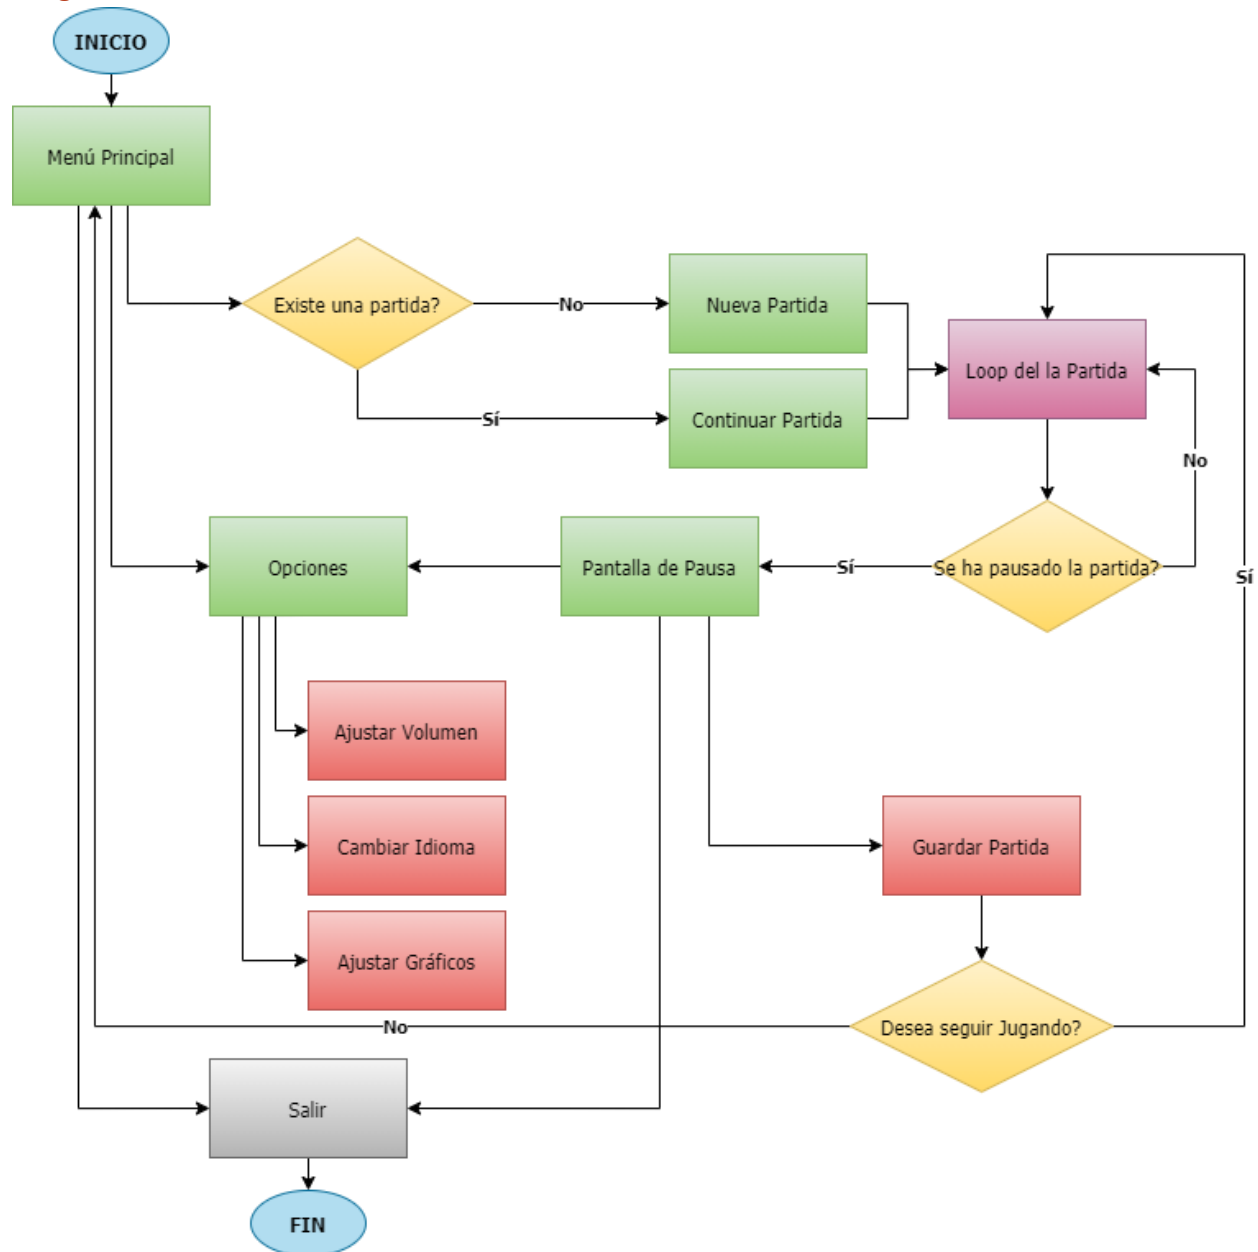 INICIO
Menú Principal
Existe una partida?
No
Nueva Partida
Loop del la Partida
Sí
Continuar Partida
No
Opciones
Pantalla de Pausa
Sí
Se ha pausado la partida?
Sí
Ajustar Volumen
Cambiar Idioma
Guardar Partida
Ajustar Gráficos
No
Desea seguir Jugando?
Salir
FIN